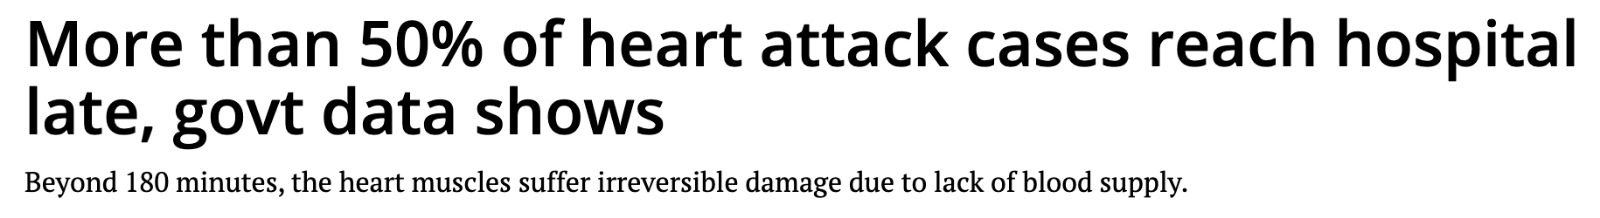 More than 50% of heart attack cases reach hospital
late, govt data shows
Beyond 180 minutes, the heart muscles suffer irreversible damage due to lack of blood supply.